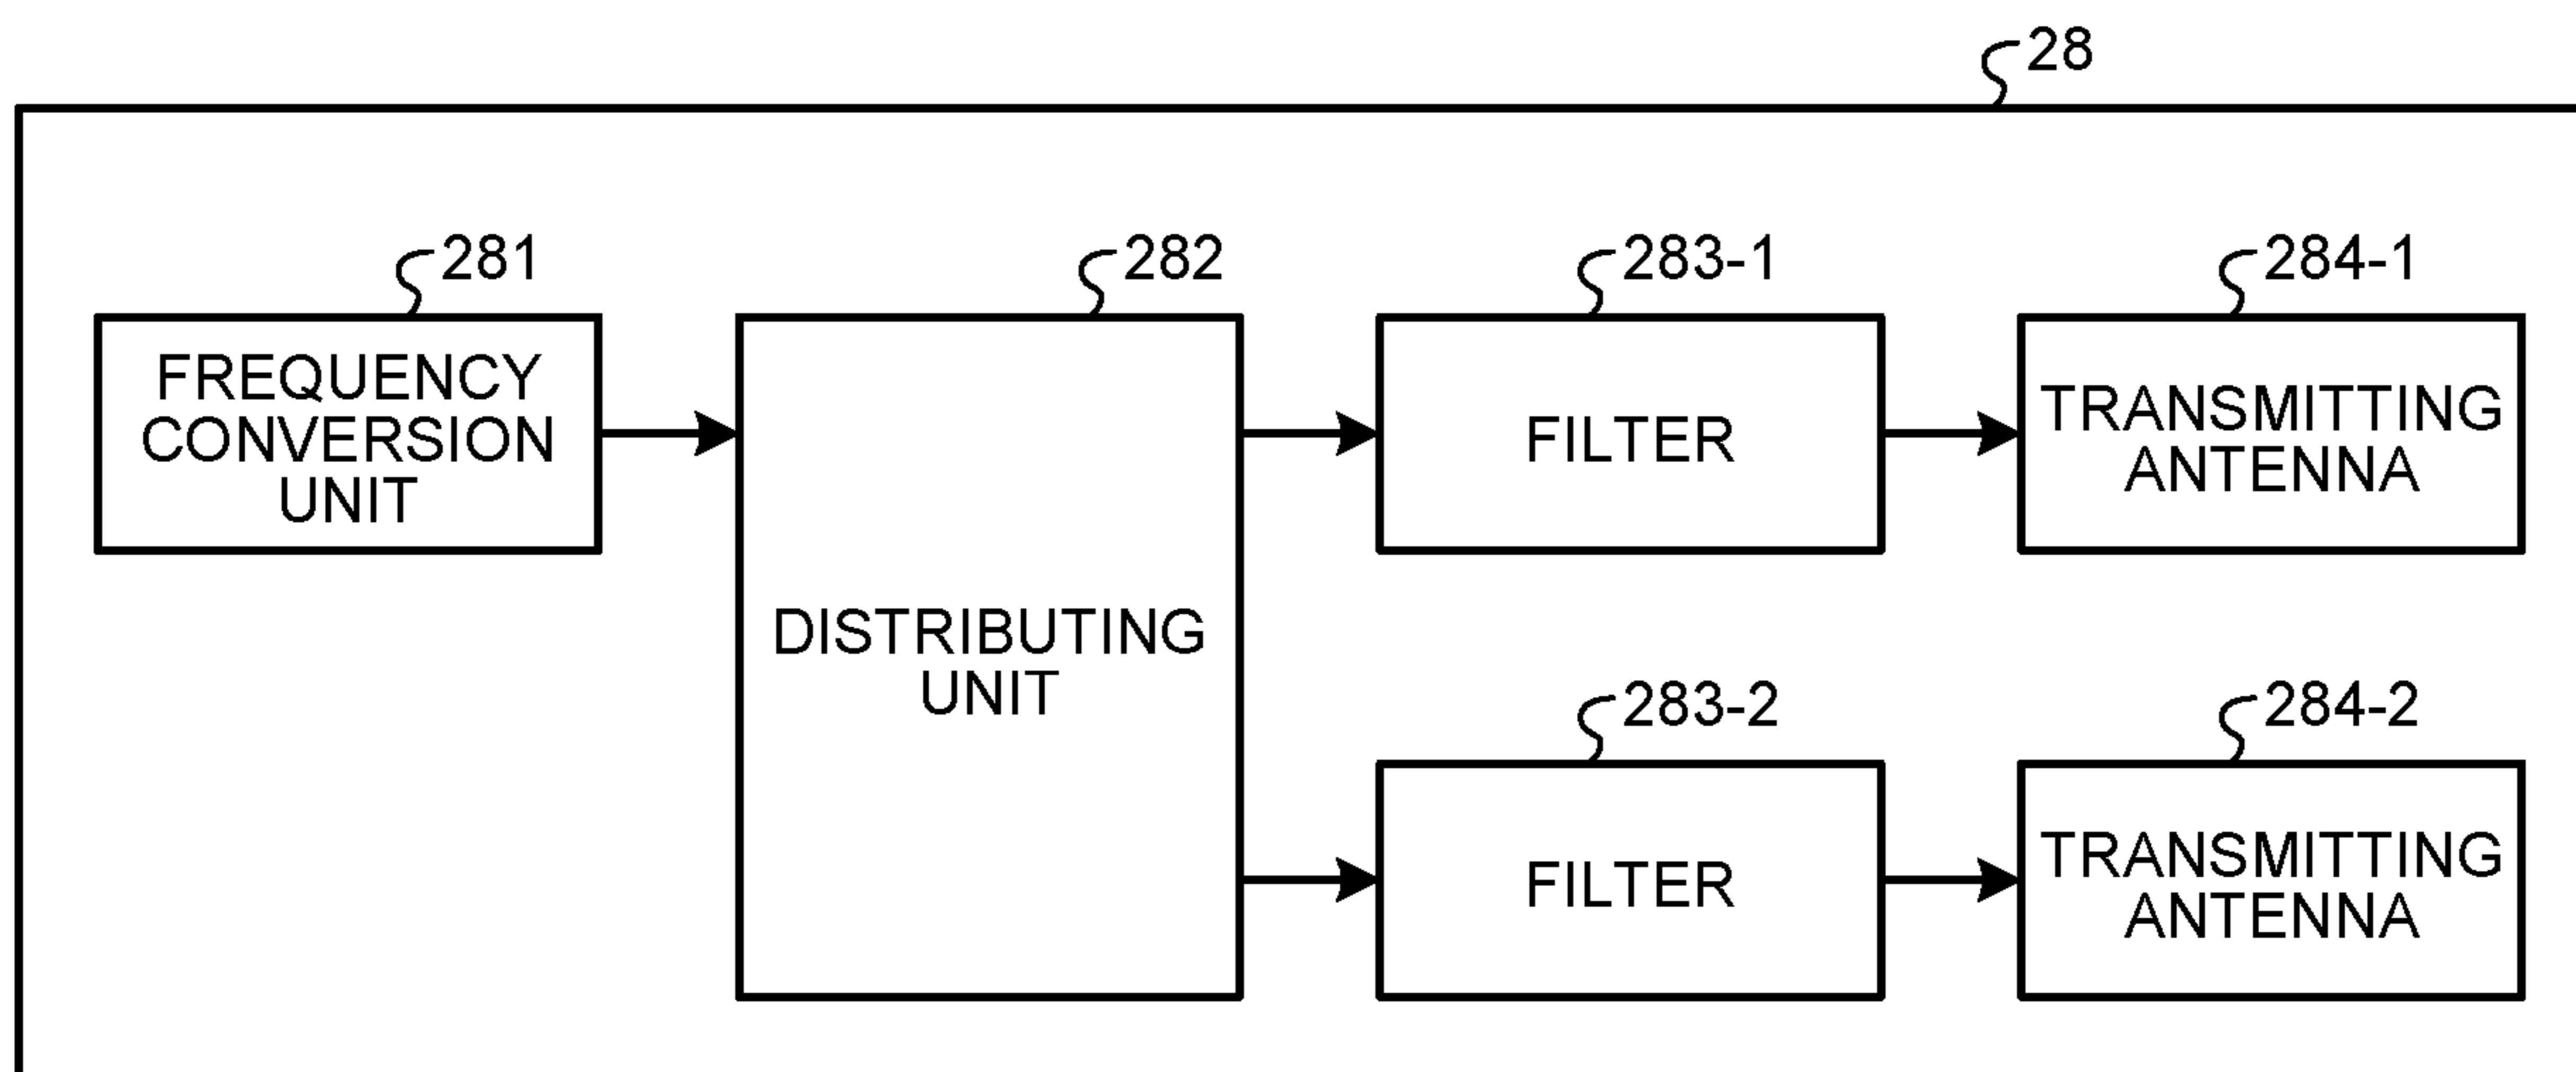 28
281
FREQUENCY
CONVERSION
UNIT
282
DISTRIBUTING
UNIT
283-1
FILTER
284-1
TRANSMITTING
ANTENNA
283-2
FILTER
284-2
TRANSMITTING
ANTENNA